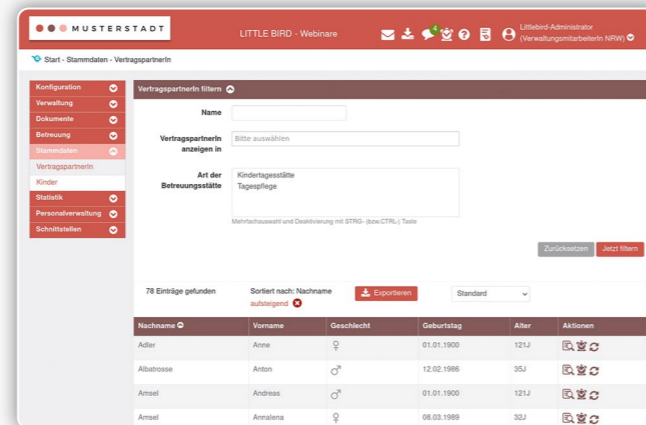 MUSTERSTADT
LITTLE BIRD - Webinare
4
Littlebird-Administrator
(VerwaltungsmitarbeiterIn NRW)
Start - Stammdaten - VertragspartnerIn
Konfiguration
Verwaltung
Dokumente
Betreuung
Stammdaten
VertragspartnerIn
Kinder
Statistik
Personalverwaltung
Schnittstellen
VertragspartnerIn filtern
Name
VertragspartnerIn anzeigen in
Bitte auswählen
Art der Betreuungsstätte
Kindertagesstätte
Tagespflege
Mehrfachauswahl und Deaktivierung mit STRG- (bzw.CTRL-) Taste
Zurücksetzen Jetzt filtern
78 Einträge gefunden Sortiert nach: Nachname aufsteigend Exportieren Standard
Nachname Vorname Geschlecht Geburtstag Alter Aktionen
Adler Anne ♀ 01.01.1900 121J
Albatrosse Anton ♂ 12.02.1986 35J
Amsel Andreas ♂ 01.01.1900 121J
Amsel Annalena ♀ 08.03.1989 32J